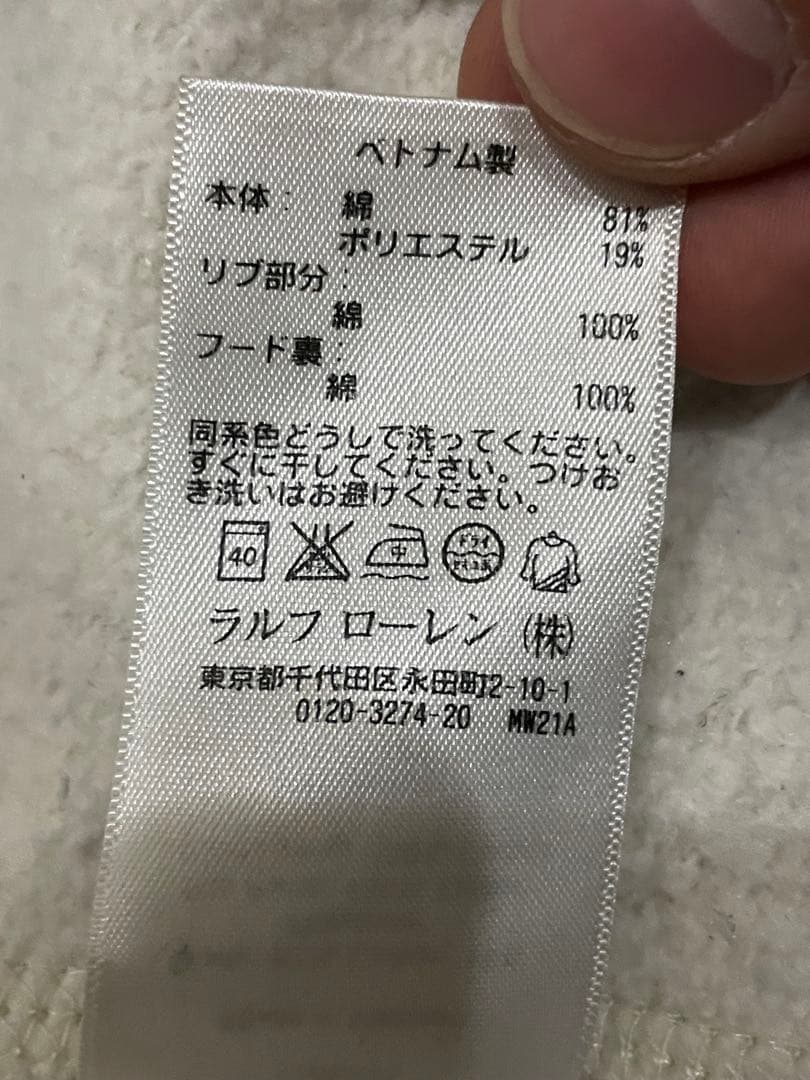 ベトナム製
本体: 綿 81%
ポリエステル 19%
リブ部分:
綿 100%
フード裏:
綿 100%
同系色どうしで洗ってください。
すぐに干してください。つけお
き洗いはお避けください。
40 中 ドライ
ラルフ ローレン (株)
東京都千代田区永田町2-10-1
0120-3274-20 MW21A